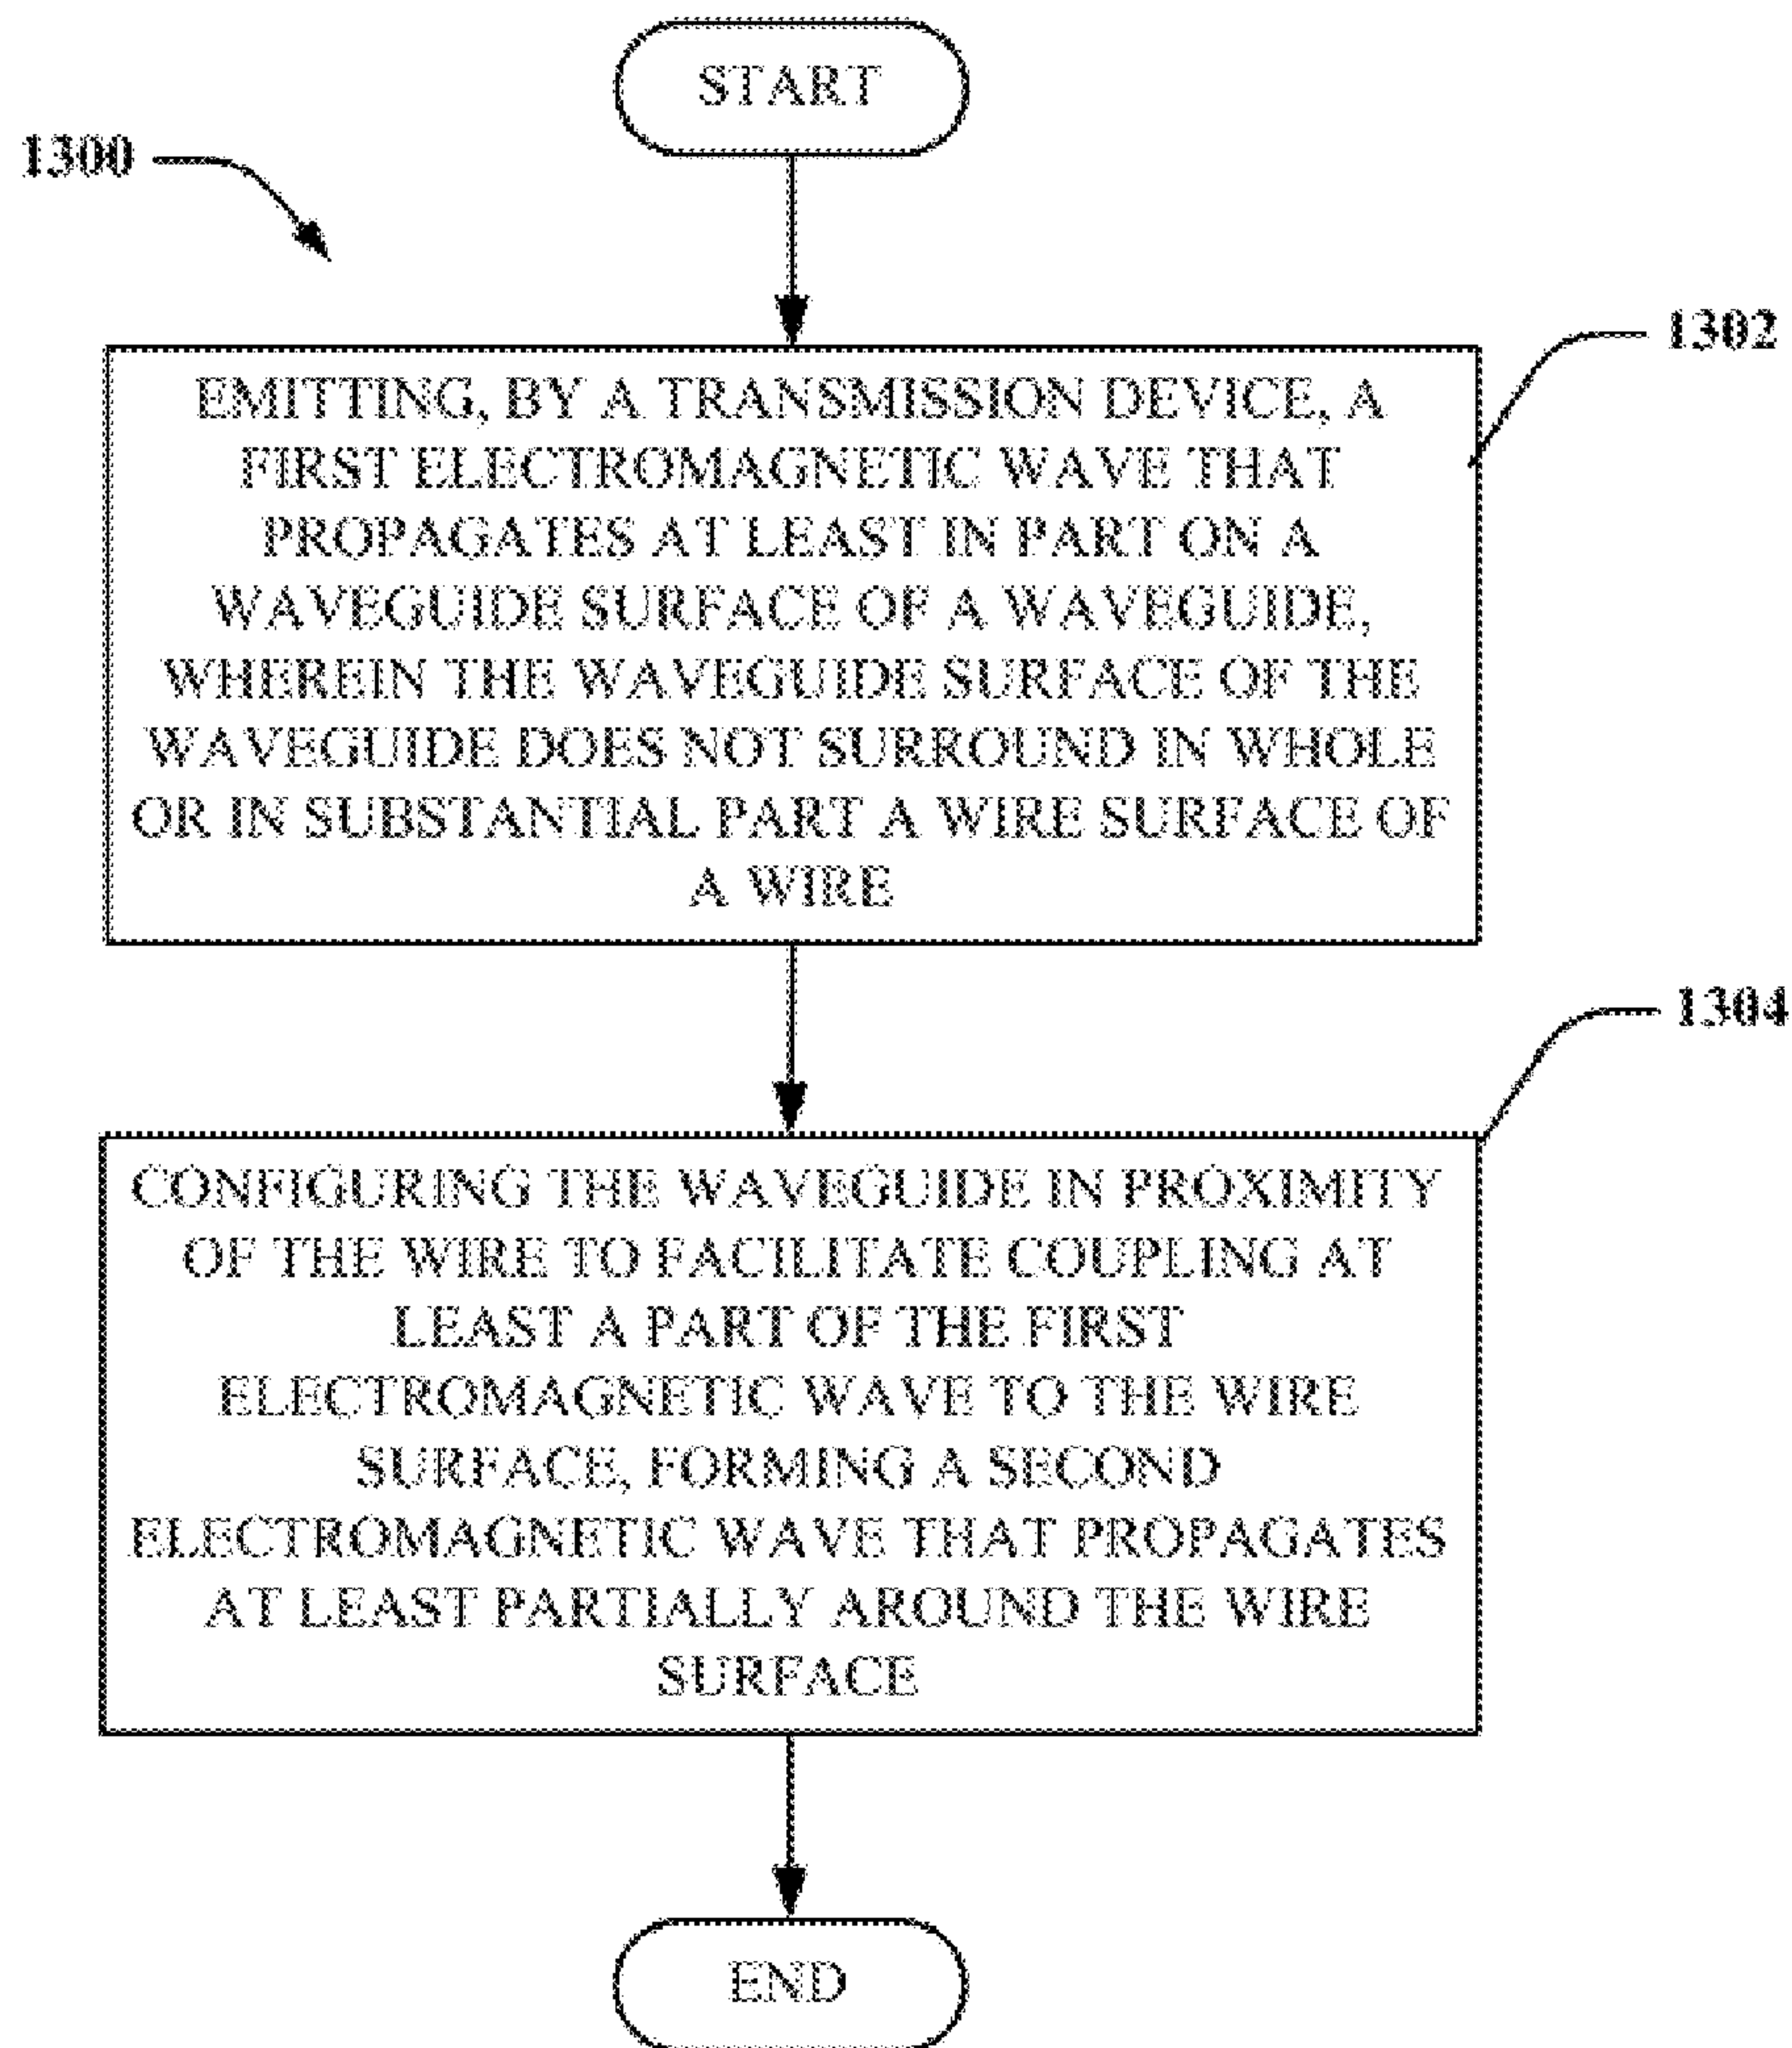 START
1300
1302
EMITTING, BY A TRANSMISSION DEVICE, A
FIRST ELECTROMAGNETIC WAVE THAT
PROPAGATES AT LEAST IN PART ON A
WAVEGUIDE SURFACE OF A WAVEGUIDE,
WHEREIN THE WAVEGUIDE SURFACE OF THE
WAVEGUIDE DOES NOT SURROUND IN WHOLE
OR IN SUBSTANTIAL PART A WIRE SURFACE OF
A WIRE
1304
CONFIGURING THE WAVEGUIDE IN PROXIMITY
OF THE WIRE TO FACILITATE COUPLING AT
LEAST A PART OF THE FIRST
ELECTROMAGNETIC WAVE TO THE WIRE
SURFACE, FORMING A SECOND
ELECTROMAGNETIC WAVE THAT PROPAGATES
AT LEAST PARTIALLY AROUND THE WIRE
SURFACE
END